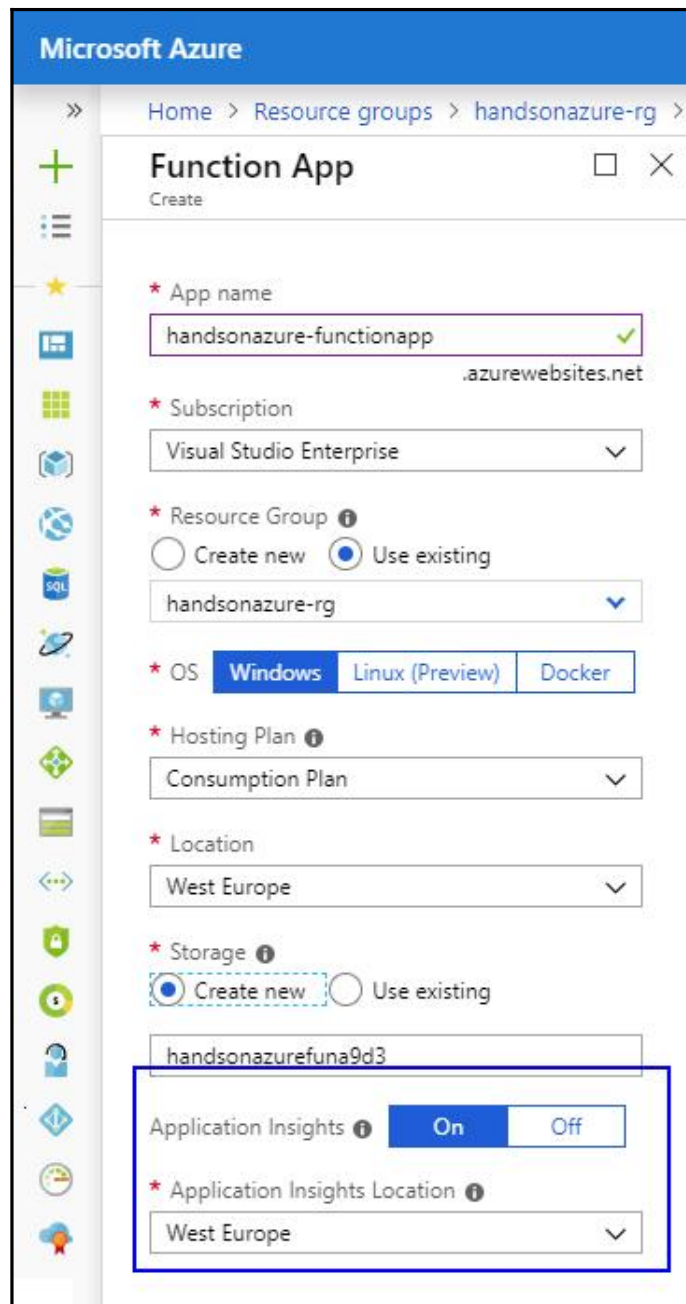 Microsoft Azure
» Home > Resource groups > handsonazure-rg >
Function App
Create
* App name
handsonazure-functionapp
.azurewebsites.net
* Subscription
Visual Studio Enterprise
* Resource Group
Create new Use existing
handsonazure-rg
* OS Windows Linux (Preview) Docker
* Hosting Plan
Consumption Plan
* Location
West Europe
* Storage
Create new Use existing
handsonazurefuna9d3
Application Insights On Off
* Application Insights Location
West Europe
SQL